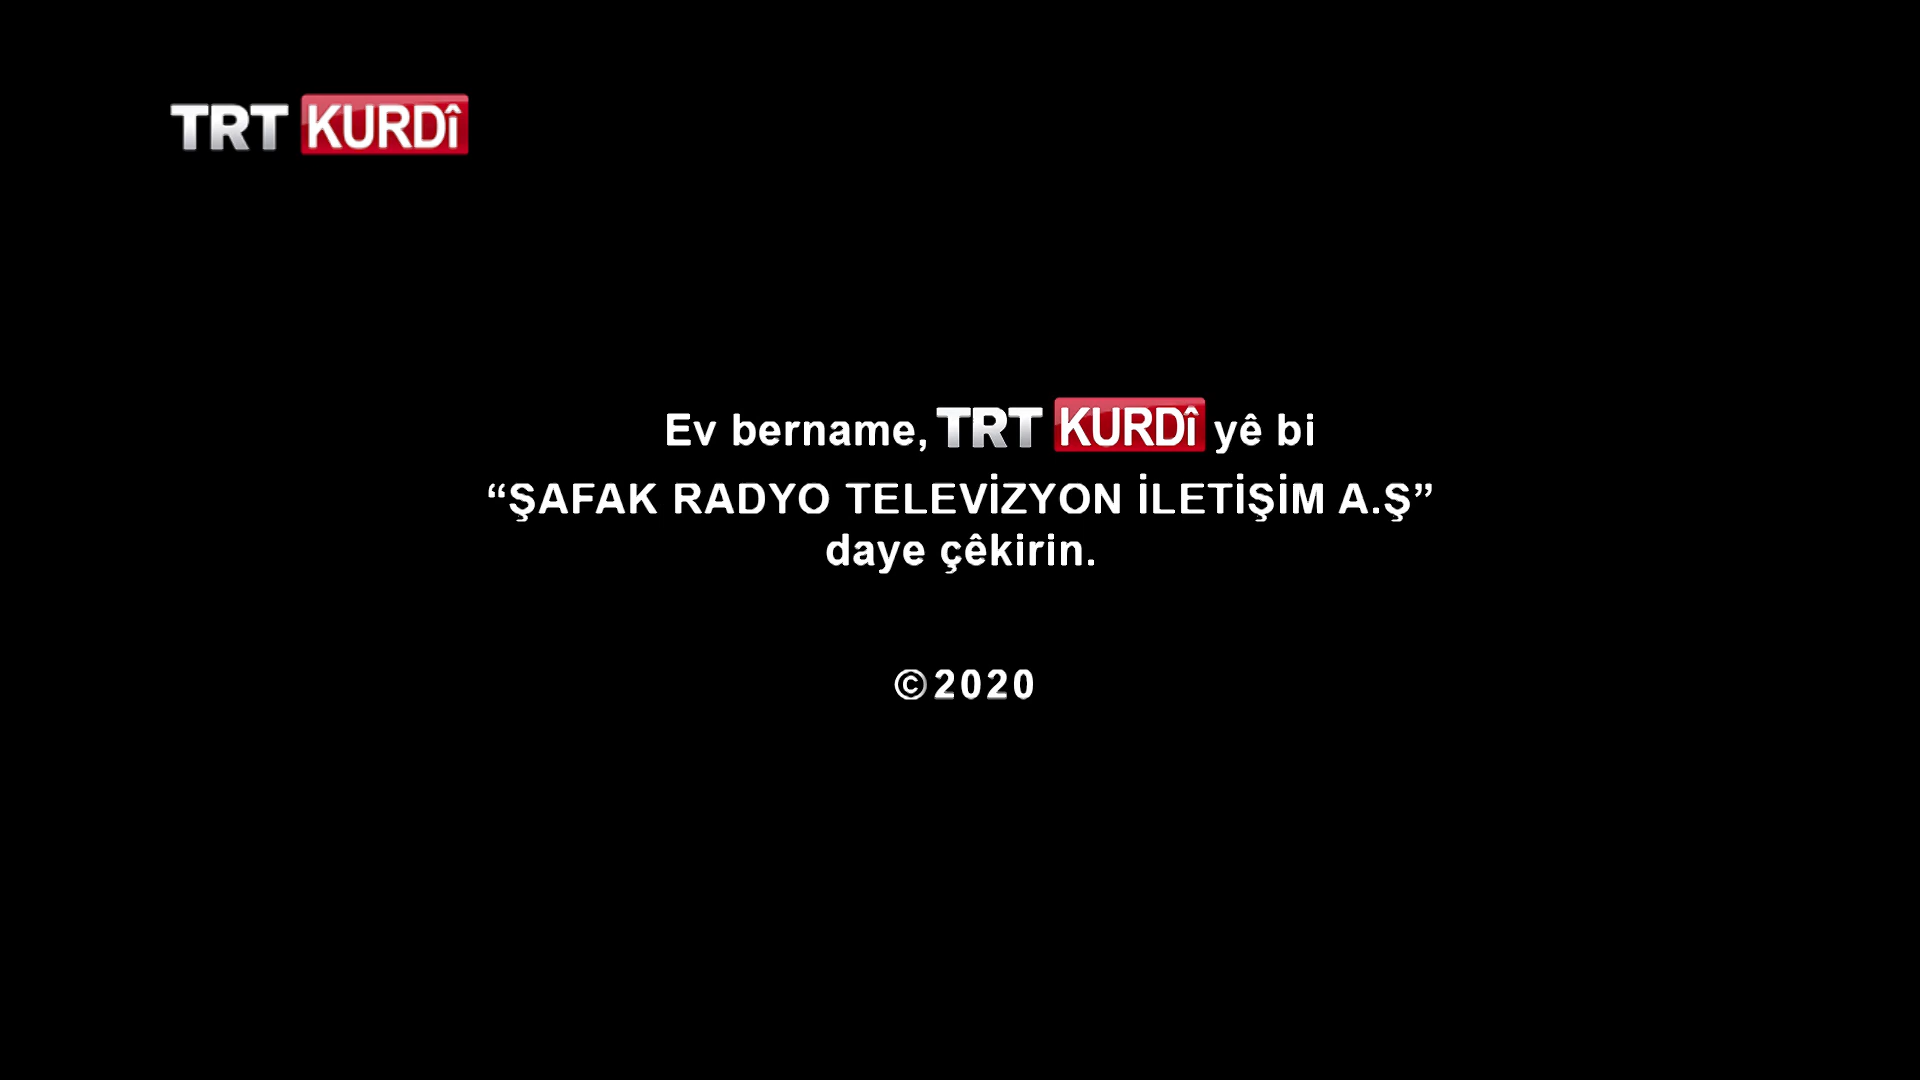 TRT KURDî
Ev bername, TRT KURDî yê bi
“ŞAFAK RADYO TELEVİZYON İLETİŞİM A.Ş”
daye çêkirin.
©2020